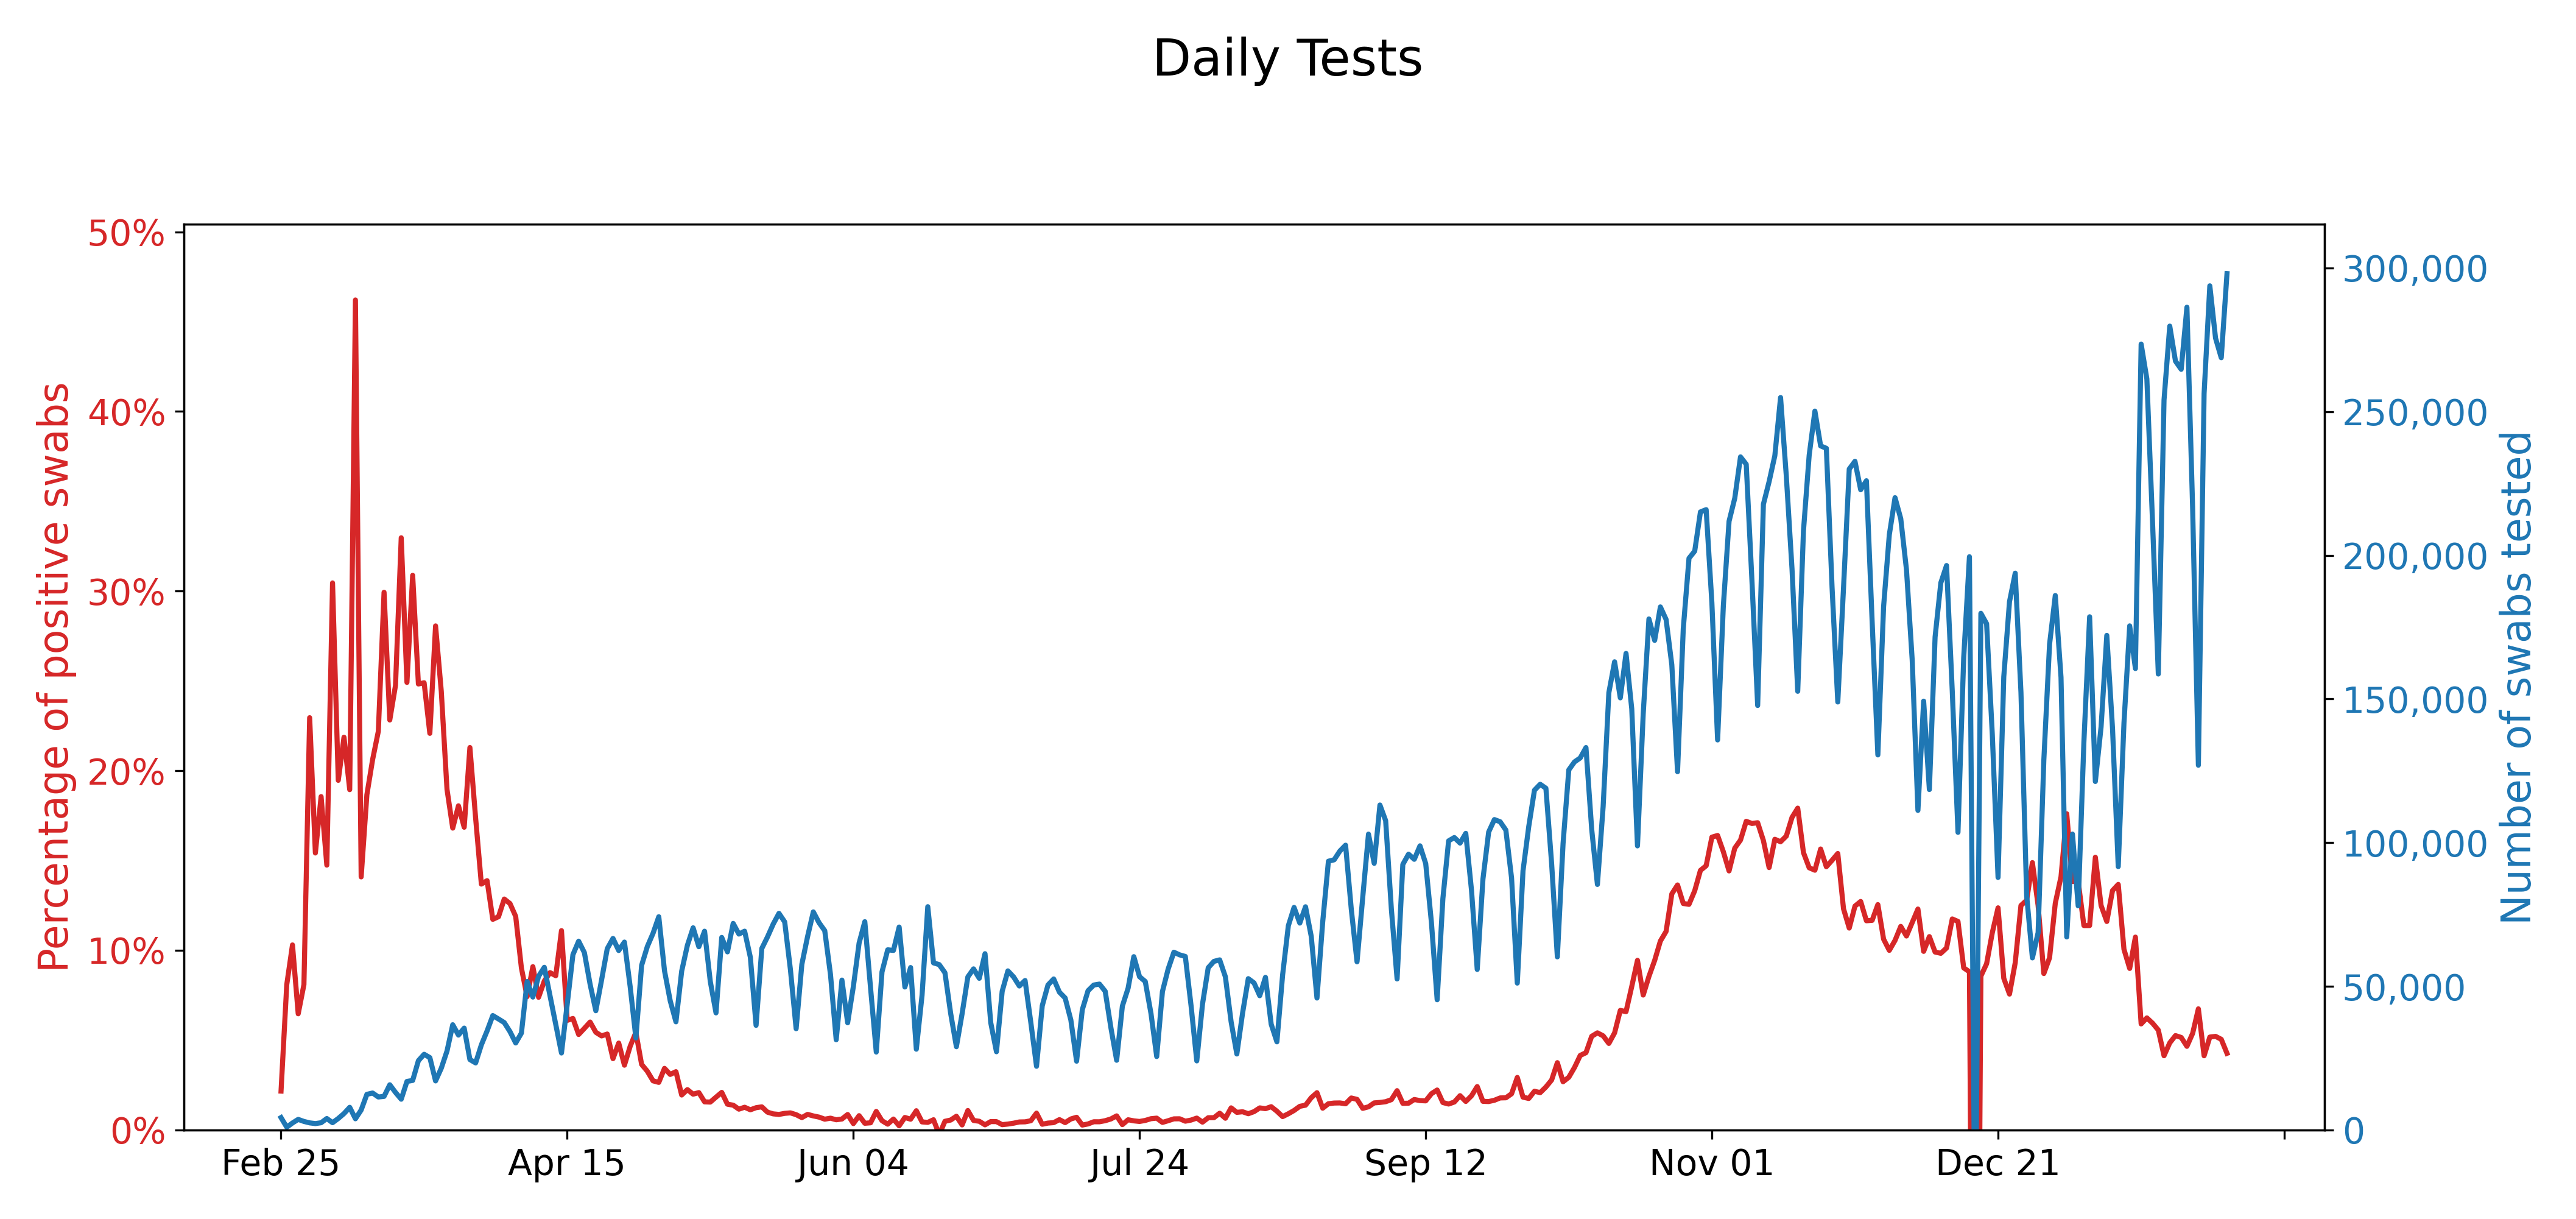 Daily Tests
50%
40%
30%
20%
10%
0%
Percentage of positive swabs
300,000
250,000
200,000
150,000
100,000
50,000
0
Number of swabs tested
Feb 25
Apr 15
Jun 04
Jul 24
Sep 12
Nov 01
Dec 21